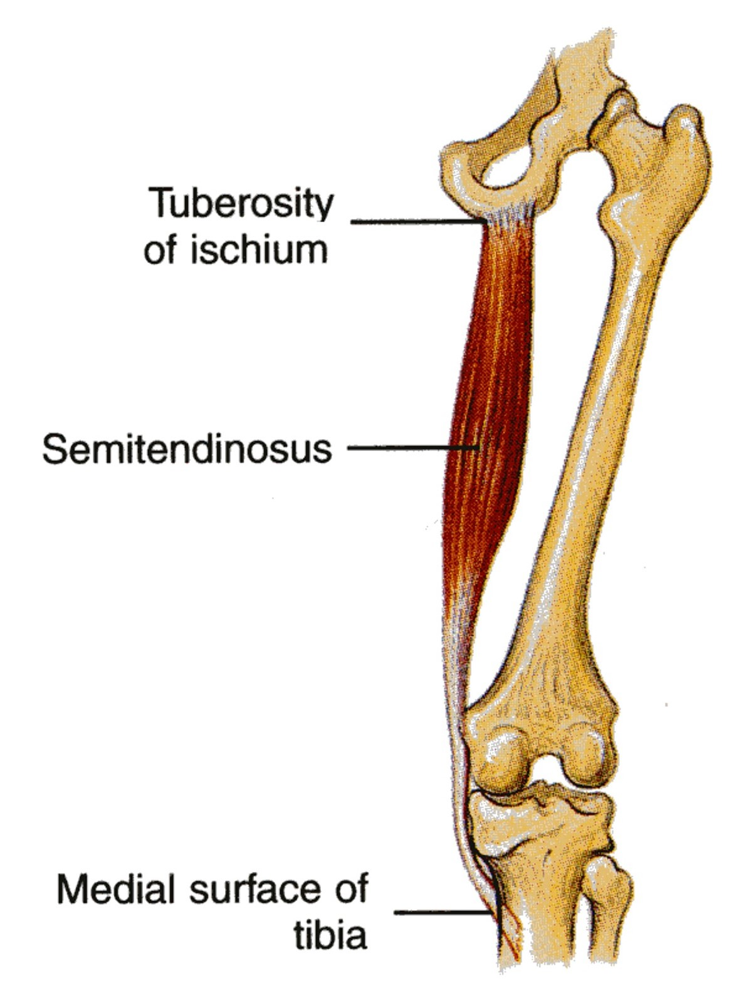 Tuberosity
of ischium
Semitendinosus
Medial surface of
tibia